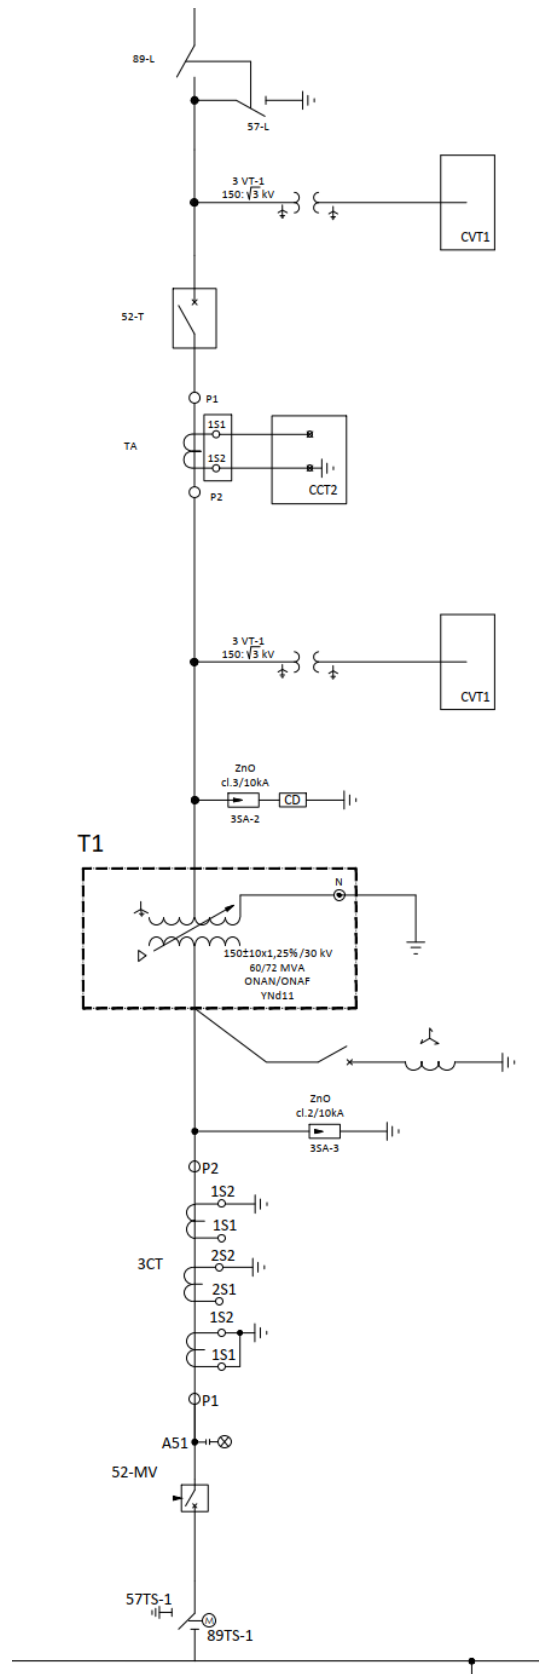 89-L
57-L
3 VT-1
150:√3 kV
CVT1
52-T
P1
1S1
TA
1S2
CCT2
P2
3 VT-1
150:√3 kV
CVT1
ZnO
cl.3/10kA
CD
3SA-2
T1
N
150±10x1,25%/30 kV
60/72 MVA
ONAN/ONAF
YNd11
ZnO
cl.2/10kA
3SA-3
P2
1S2
1S1
3CT
2S2
2S1
1S2
1S1
P1
A51
52-MV
57TS-1
M
89TS-1